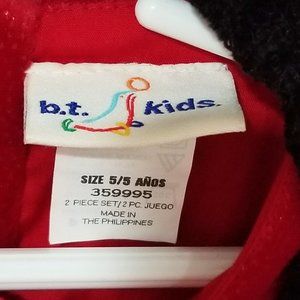 b.t. kids
SIZE 5/5 AÑOS
359995
2 PIECE SET/2 PC. JUEGO
MADE IN
THE PHILIPPINES